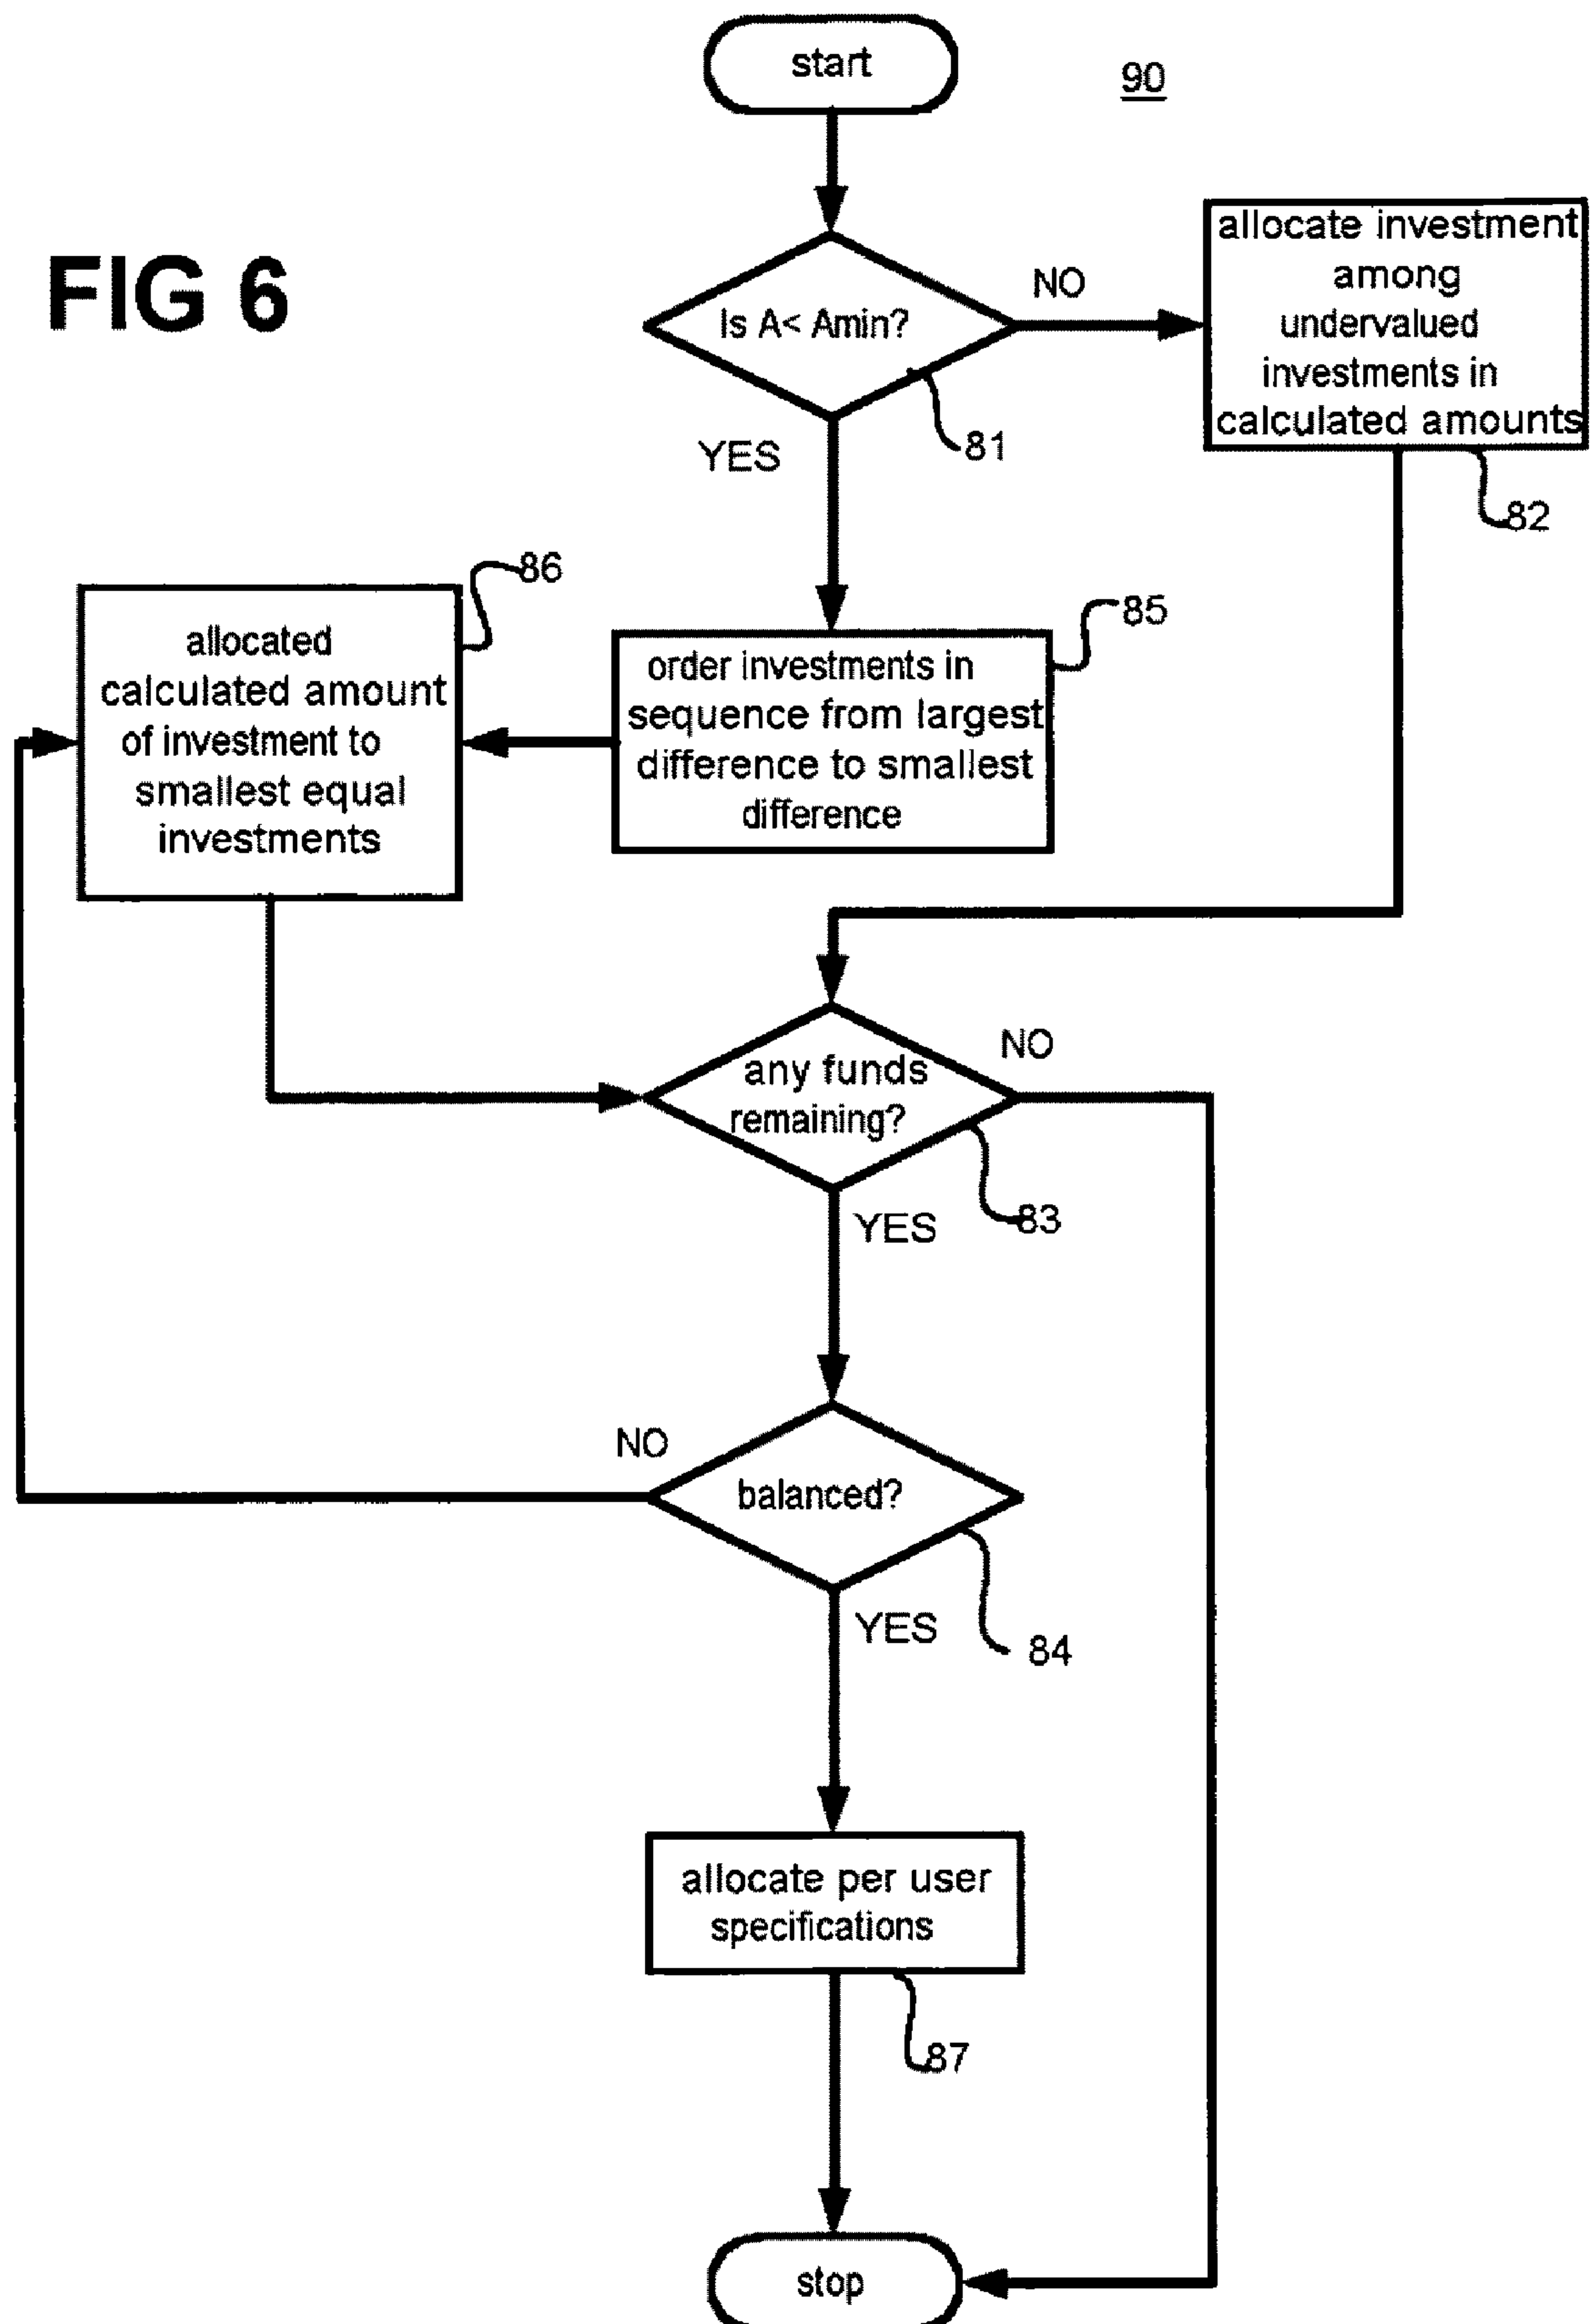 start
90
FIG 6
Is A< Amin?
NO
allocate investment
among
undervalued
investments in
calculated amounts
YES
81
82
86
allocated
calculated amount
of investment to
smallest equal
investments
85
order investments in
sequence from largest
difference to smallest
difference
any funds
remaining?
NO
YES
83
NO
balanced?
YES
84
allocate per user
specifications
87
stop